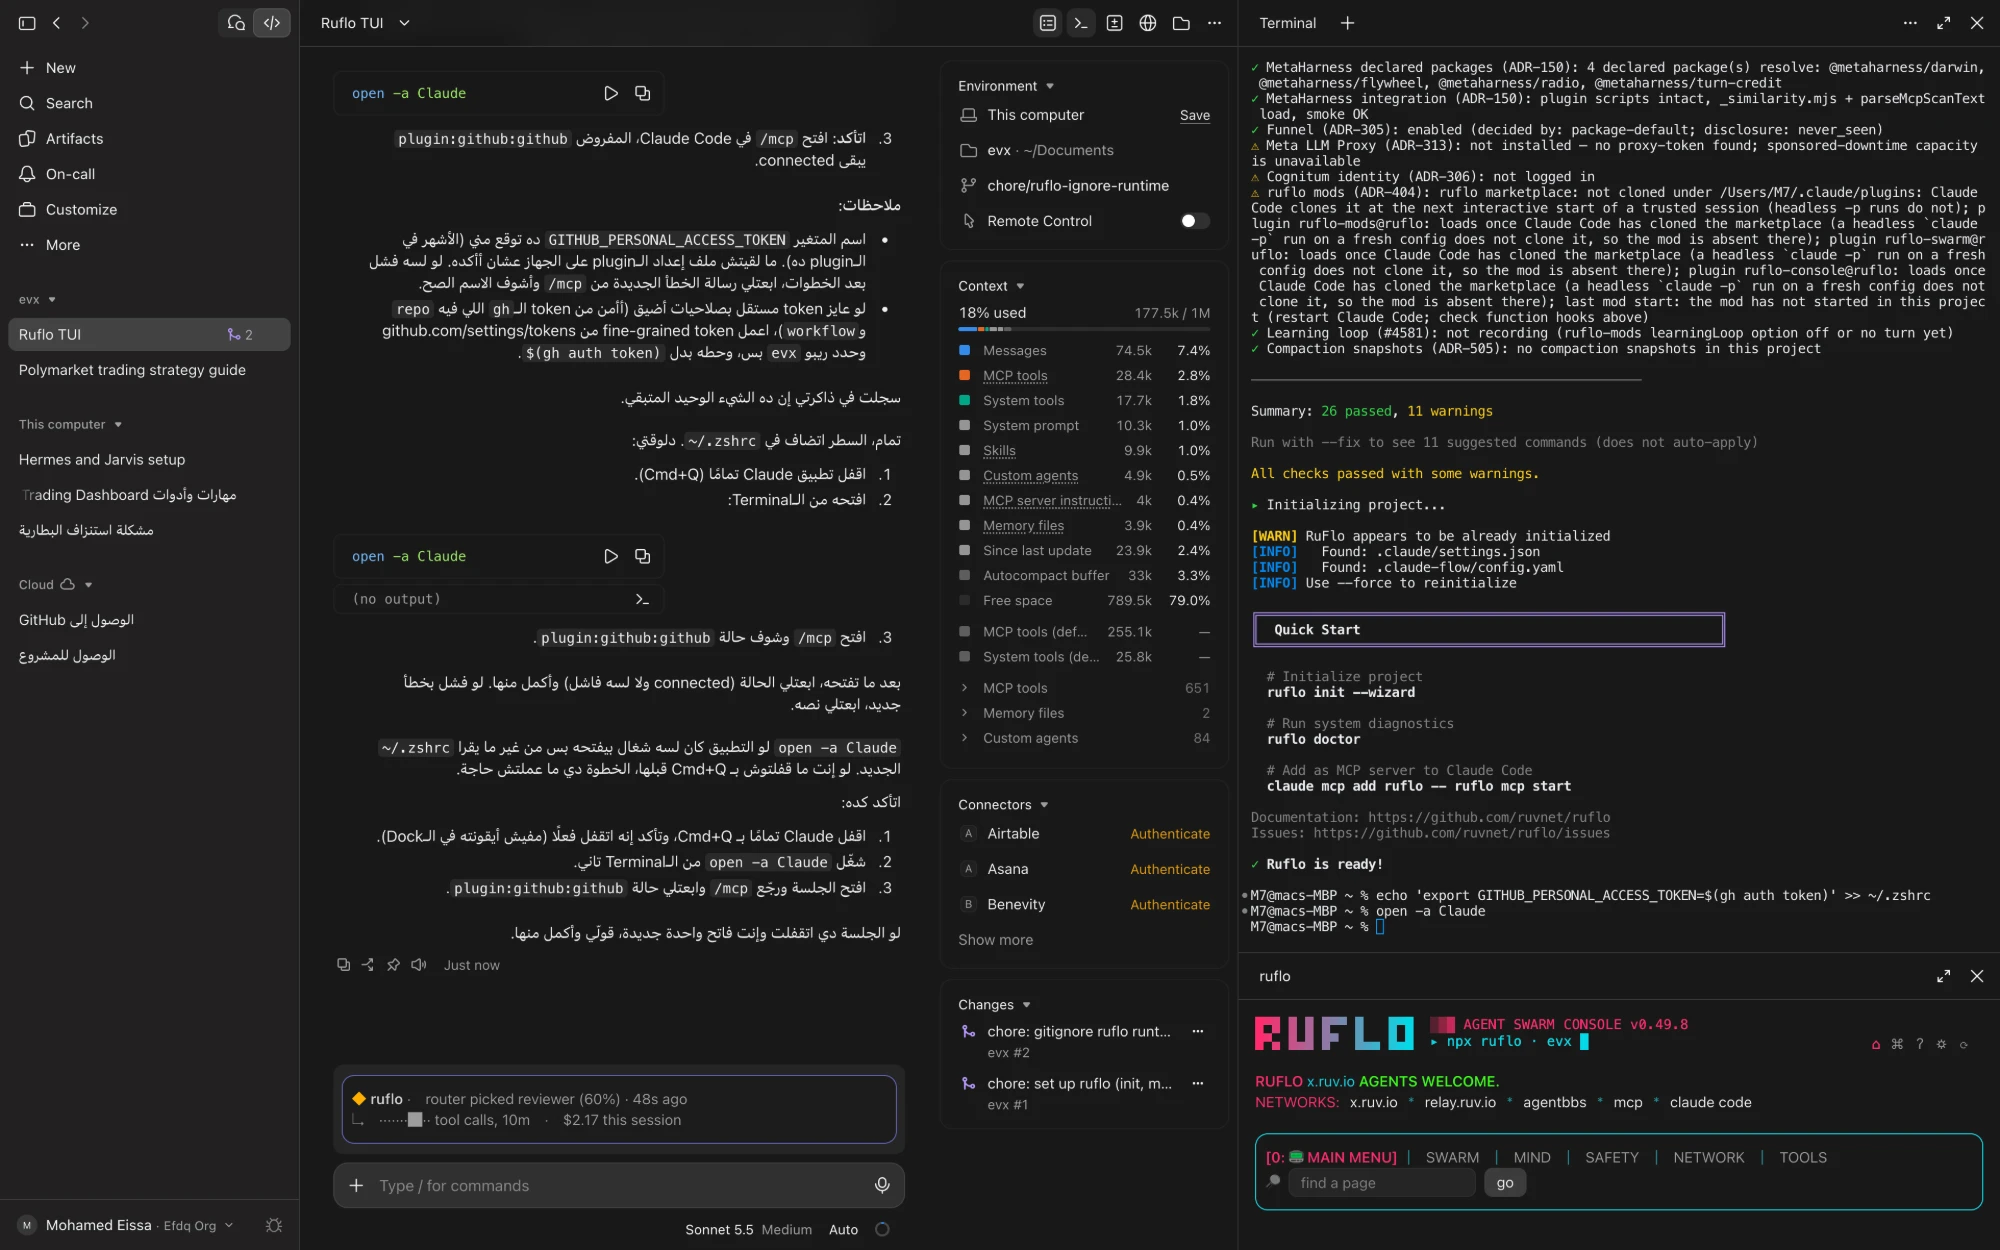 New
Search
Artifacts
On-call
Customize
More
evx
Ruflo TUI
2
Polymarket trading strategy guide
This computer
Hermes and Jarvis setup
Trading Dashboard مهارات وأدوات
مشكلة استنزاف البطارية
Cloud
الوصول إلى GitHub
الوصول للمشروع
M Mohamed Eissa · Efdq Org
Ruflo TUI
open -a Claude
3. اتأكد: افتح /mcp في Claude Code، المفروض plugin:github:github
يبقى connected.
ملاحظات:
• اسم المتغير GITHUB_PERSONAL_ACCESS_TOKEN ده توقع مني (الأشهر في
الـplugin ده). ما لقيتش ملف إعداد الـplugin على الجهاز عشان أأكده. لو لسه فشل
بعد الخطوات، ابعتلي رسالة الخطأ الجديدة من /mcp وأشوف الاسم الصح.
• لو عايز token مستقل بصلاحيات أضيق (أأمن من token الـ gh اللي فيه repo
و workflow)، اعمل fine-grained token من github.com/settings/tokens
وحدد ريبو evx بس، وحطه بدل $(gh auth token).
سجلت في ذاكرتي إن ده الشيء الوحيد المتبقي.
تمام، السطر اتضاف في ~/.zshrc. دلوقتي:
1. اقفل تطبيق Claude تمامًا (Cmd+Q).
2. افتحه من الـTerminal:
open -a Claude
(no output)
3. افتح /mcp وشوف حالة plugin:github:github.
بعد ما تفتحه، ابعتلي الحالة (connected ولا لسه فاشل) وأكمل منها. لو فشل بخطأ
جديد، ابعتلي نصه.
open -a Claude لو التطبيق كان لسه شغال بيفتحه بس من غير ما يقرا ~/.zshrc
الجديد. لو إنت ما قفلتوش بـ Cmd+Q قبلها، الخطوة دي ما عملتش حاجة.
اتأكد كده:
1. اقفل Claude تمامًا بـ Cmd+Q، وتأكد إنه اتقفل فعلًا (مفيش أيقونته في الـDock).
2. شغّل open -a Claude من الـTerminal تاني.
3. افتح الجلسة ورجّع /mcp وابعتلي حالة plugin:github:github.
لو الجلسة دي اتقفلت وإنت فاتح واحدة جديدة، قولّي وأكمل منها.
Just now
ruflo · router picked reviewer (60%) · 48s ago
tool calls, 10m · $2.17 this session
Type / for commands
Sonnet 5.5 Medium Auto
Environment
This computer Save
evx · ~/Documents
chore/ruflo-ignore-runtime
Remote Control
Context
18% used 177.5k / 1M
Messages 74.5k 7.4%
MCP tools 28.4k 2.8%
System tools 17.7k 1.8%
System prompt 10.3k 1.0%
Skills 9.9k 1.0%
Custom agents 4.9k 0.5%
MCP server instructi... 4k 0.4%
Memory files 3.9k 0.4%
Since last update 23.9k 2.4%
Autocompact buffer 33k 3.3%
Free space 789.5k 79.0%
MCP tools (def... 255.1k —
System tools (de... 25.8k —
MCP tools 651
Memory files 2
Custom agents 84
Connectors
A Airtable Authenticate
A Asana Authenticate
B Benevity Authenticate
Show more
Changes
chore: gitignore ruflo runt...
evx #2
chore: set up ruflo (init, m...
evx #1
Terminal
✓ MetaHarness declared packages (ADR-150): 4 declared package(s) resolve: @metaharness/darwin,
@metaharness/flywheel, @metaharness/radio, @metaharness/turn-credit
✓ MetaHarness integration (ADR-150): plugin scripts intact, _similarity.mjs + parseMcpScanText
load, smoke OK
✓ Funnel (ADR-305): enabled (decided by: package-default; disclosure: never_seen)
⚠ Meta LLM Proxy (ADR-313): not installed — no proxy-token found; sponsored-downtime capacity
is unavailable
⚠ Cognitum identity (ADR-306): not logged in
⚠ ruflo mods (ADR-404): ruflo marketplace: not cloned under /Users/M7/.claude/plugins: Claude
Code clones it at the next interactive start of a trusted session (headless -p runs do not); p
lugin ruflo-mods@ruflo: loads once Claude Code has cloned the marketplace (a headless `claude
-p` run on a fresh config does not clone it, so the mod is absent there); plugin ruflo-swarm@r
uflo: loads once Claude Code has cloned the marketplace (a headless `claude -p` run on a fresh
config does not clone it, so the mod is absent there); plugin ruflo-console@ruflo: loads once
Claude Code has cloned the marketplace (a headless `claude -p` run on a fresh config does not
clone it, so the mod is absent there); last mod start: the mod has not started in this projec
t (restart Claude Code; check function hooks above)
✓ Learning loop (#4581): not recording (ruflo-mods learningLoop option off or no turn yet)
✓ Compaction snapshots (ADR-505): no compaction snapshots in this project
Summary: 26 passed, 11 warnings
Run with --fix to see 11 suggested commands (does not auto-apply)
All checks passed with some warnings.
▸ Initializing project...
[WARN] RuFlo appears to be already initialized
[INFO] Found: .claude/settings.json
[INFO] Found: .claude-flow/config.yaml
[INFO] Use --force to reinitialize
Quick Start
# Initialize project
ruflo init --wizard
# Run system diagnostics
ruflo doctor
# Add as MCP server to Claude Code
claude mcp add ruflo -- ruflo mcp start
Documentation: https://github.com/ruvnet/ruflo
Issues: https://github.com/ruvnet/ruflo/issues
✓ Ruflo is ready!
M7@macs-MBP ~ % echo 'export GITHUB_PERSONAL_ACCESS_TOKEN=$(gh auth token)' >> ~/.zshrc
M7@macs-MBP ~ % open -a Claude
M7@macs-MBP ~ %
ruflo
RUFLO AGENT SWARM CONSOLE v0.49.8
▸ npx ruflo · evx
RUFLO x.ruv.io AGENTS WELCOME.
NETWORKS: x.ruv.io * relay.ruv.io * agentbbs * mcp * claude code
[0: MAIN MENU] | SWARM | MIND | SAFETY | NETWORK | TOOLS
find a page go